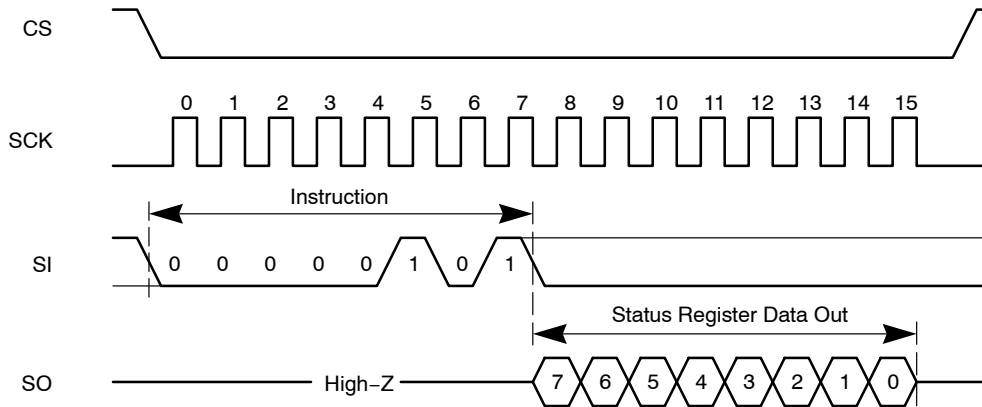 CS
0 1 2 3 4 5 6 7 8 9 10 11 12 13 14 15
SCK
Instruction
SI 0 0 0 0 0 1 0 1
Status Register Data Out
SO High−Z 7 6 5 4 3 2 1 0